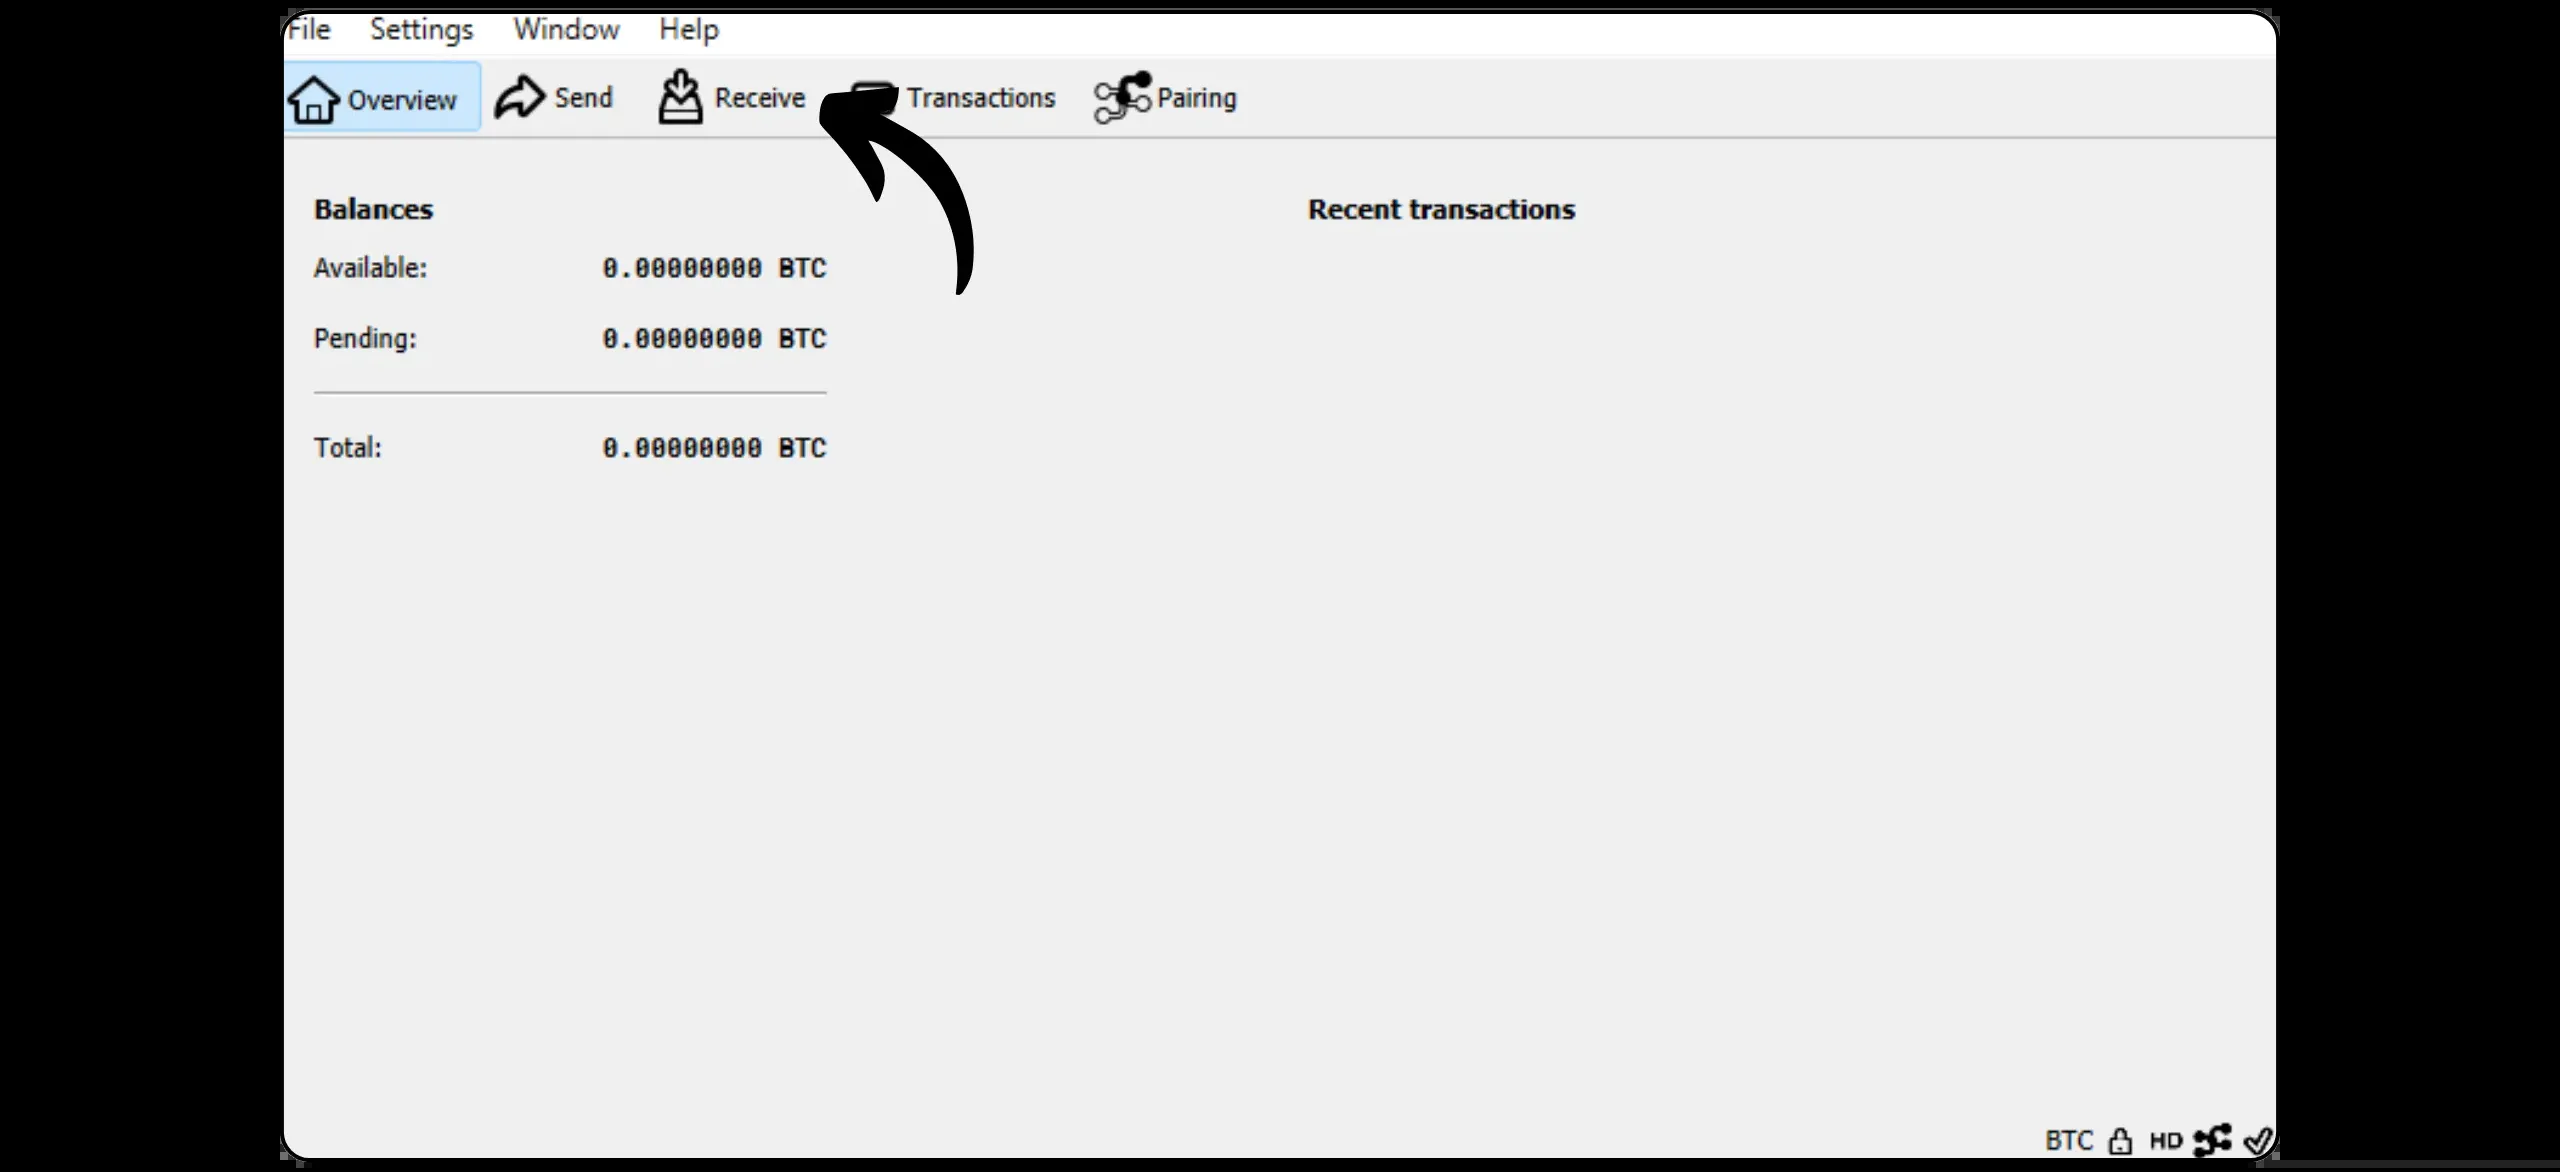 File Settings Window Help
Overview Send Receive Transactions Pairing
Balances Recent transactions
Available: 0.00000000 BTC
Pending: 0.00000000 BTC
Total: 0.00000000 BTC
BTC HD